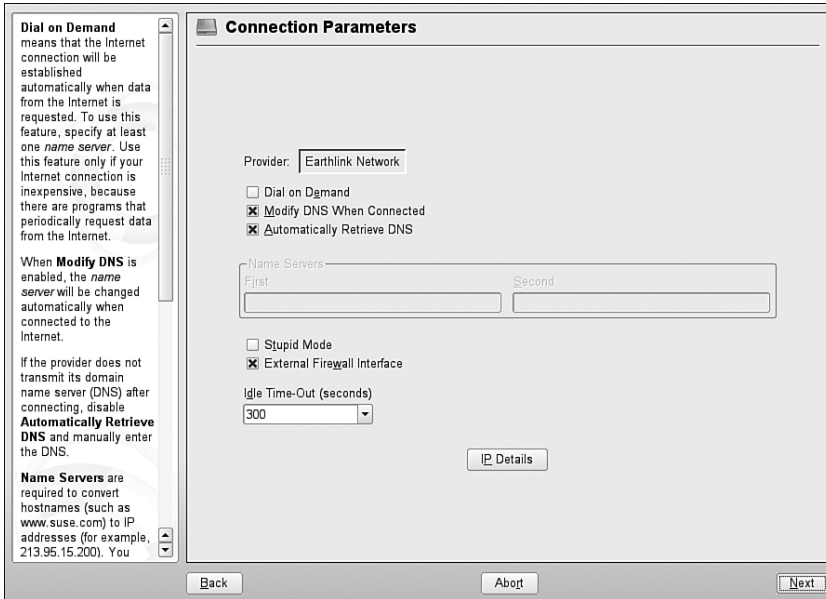 Dial on Demand
means that the Internet
connection will be
established
automatically when data
from the Internet is
requested. To use this
feature, specify at least
one name server. Use
this feature only if your
Internet connection is
inexpensive, because
there are programs that
periodically request data
from the Internet.
When Modify DNS is
enabled, the name
server will be changed
automatically when
connected to the
Internet.
If the provider does not
transmit its domain
name server (DNS) after
connecting, disable
Automatically Retrieve
DNS and manually enter
the DNS.
Name Servers are
required to convert
hostnames (such as
www.suse.com) to IP
addresses (for example,
213.95.15.200). You
Connection Parameters
Provider: Earthlink Network
Dial on Demand
Modify DNS When Connected
Automatically Retrieve DNS
Name Servers
First Second
Stupid Mode
External Firewall Interface
Idle Time-Out (seconds)
300
IP Details
Back Abort Next